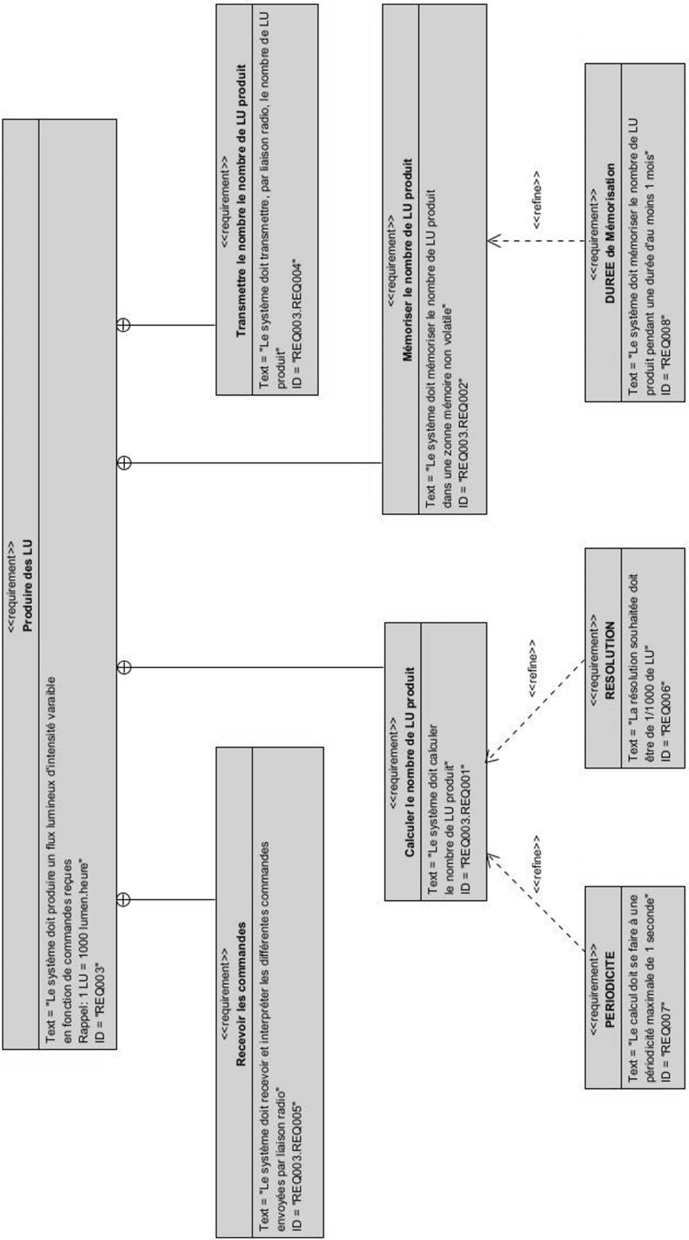 <<requirement>>
Produire des LU
Text = "Le système doit produire un flux lumineux d'intensité varaible
en fonction de commandes reçues
Rappel: 1 LU = 1000 lumen.heure"
ID = "REQ003"
<<requirement>>
Recevoir les commandes
Text = "Le système doit recevoir et interpréter les différentes commandes
envoyées par liaison radio"
ID = "REQ003.REQ005"
<<requirement>>
Transmettre le nombre de LU produit
Text = "Le système doit transmettre, par liaison radio, le nombre de LU
produit"
ID = "REQ003.REQ004"
<<requirement>>
Calculer le nombre de LU produit
Text = "Le système doit calculer
le nombre de LU produit"
ID = "REQ003.REQ001"
<<requirement>>
Mémoriser le nombre de LU produit
Text = "Le système doit mémoriser le nombre de LU produit
dans une zonne mémoire non volatile"
ID = "REQ003.REQ002"
<<refine>>
<<refine>>
<<refine>>
<<requirement>>
PERIODICITE
Text = "Le calcul doit se faire à une
périodicité maximale de 1 seconde"
ID = "REQ007"
<<requirement>>
RESOLUTION
Text = "La résolution souhaitée doit
être de 1/1000 de LU"
ID = "REQ006"
<<requirement>>
DUREE de Mémorisation
Text = "Le système doit mémoriser le nombre de LU
produit pendant une durée d'au moins 1 mois"
ID = "REQ008"